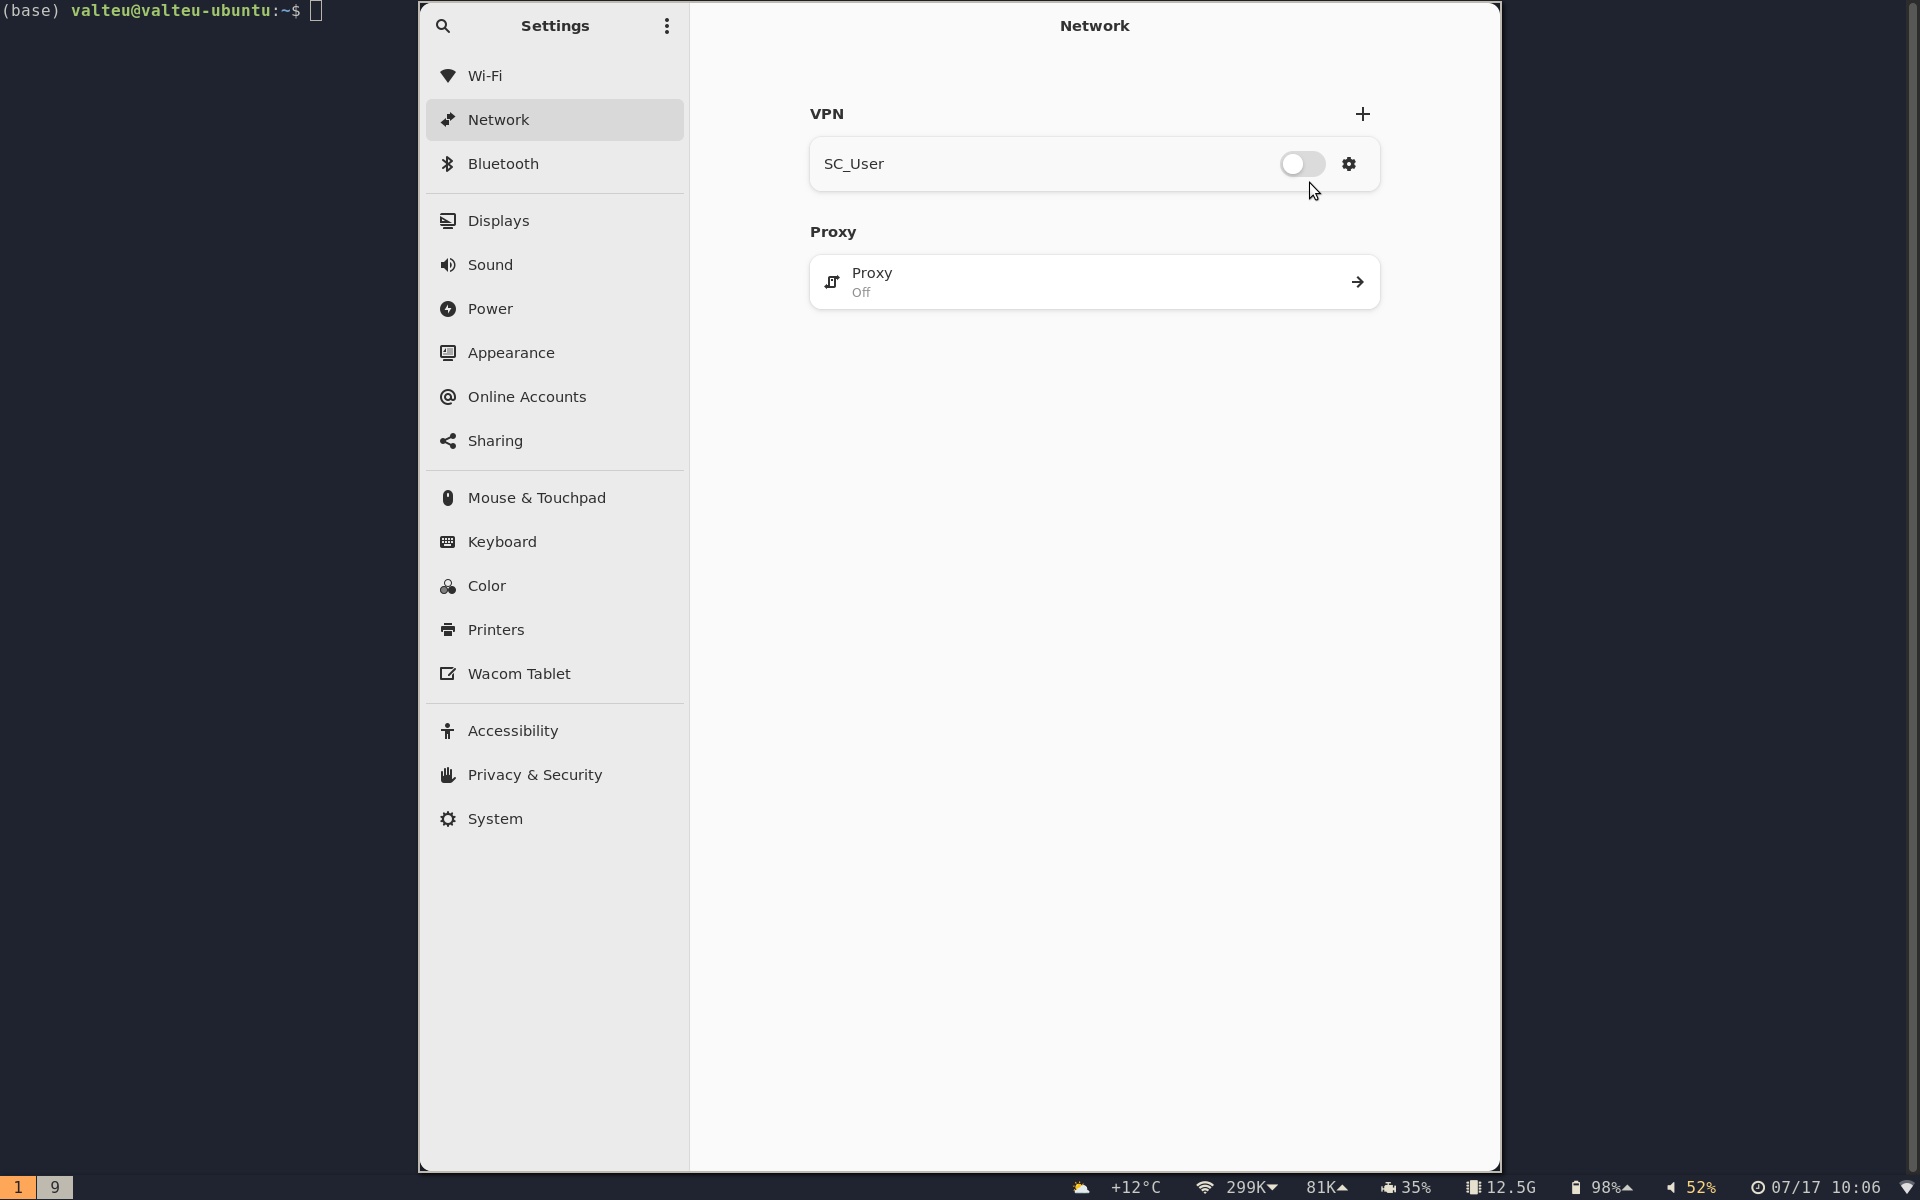 (base) valteu@valteu-ubuntu:~$
Settings
Network
Wi-Fi
Network
Bluetooth
Displays
Sound
Power
Appearance
Online Accounts
Sharing
Mouse & Touchpad
Keyboard
Color
Printers
Wacom Tablet
Accessibility
Privacy & Security
System
VPN
SC_User
Proxy
Proxy
Off
1 9 +12°C 299K 81K 35% 12.5G 98% 52% 07/17 10:06